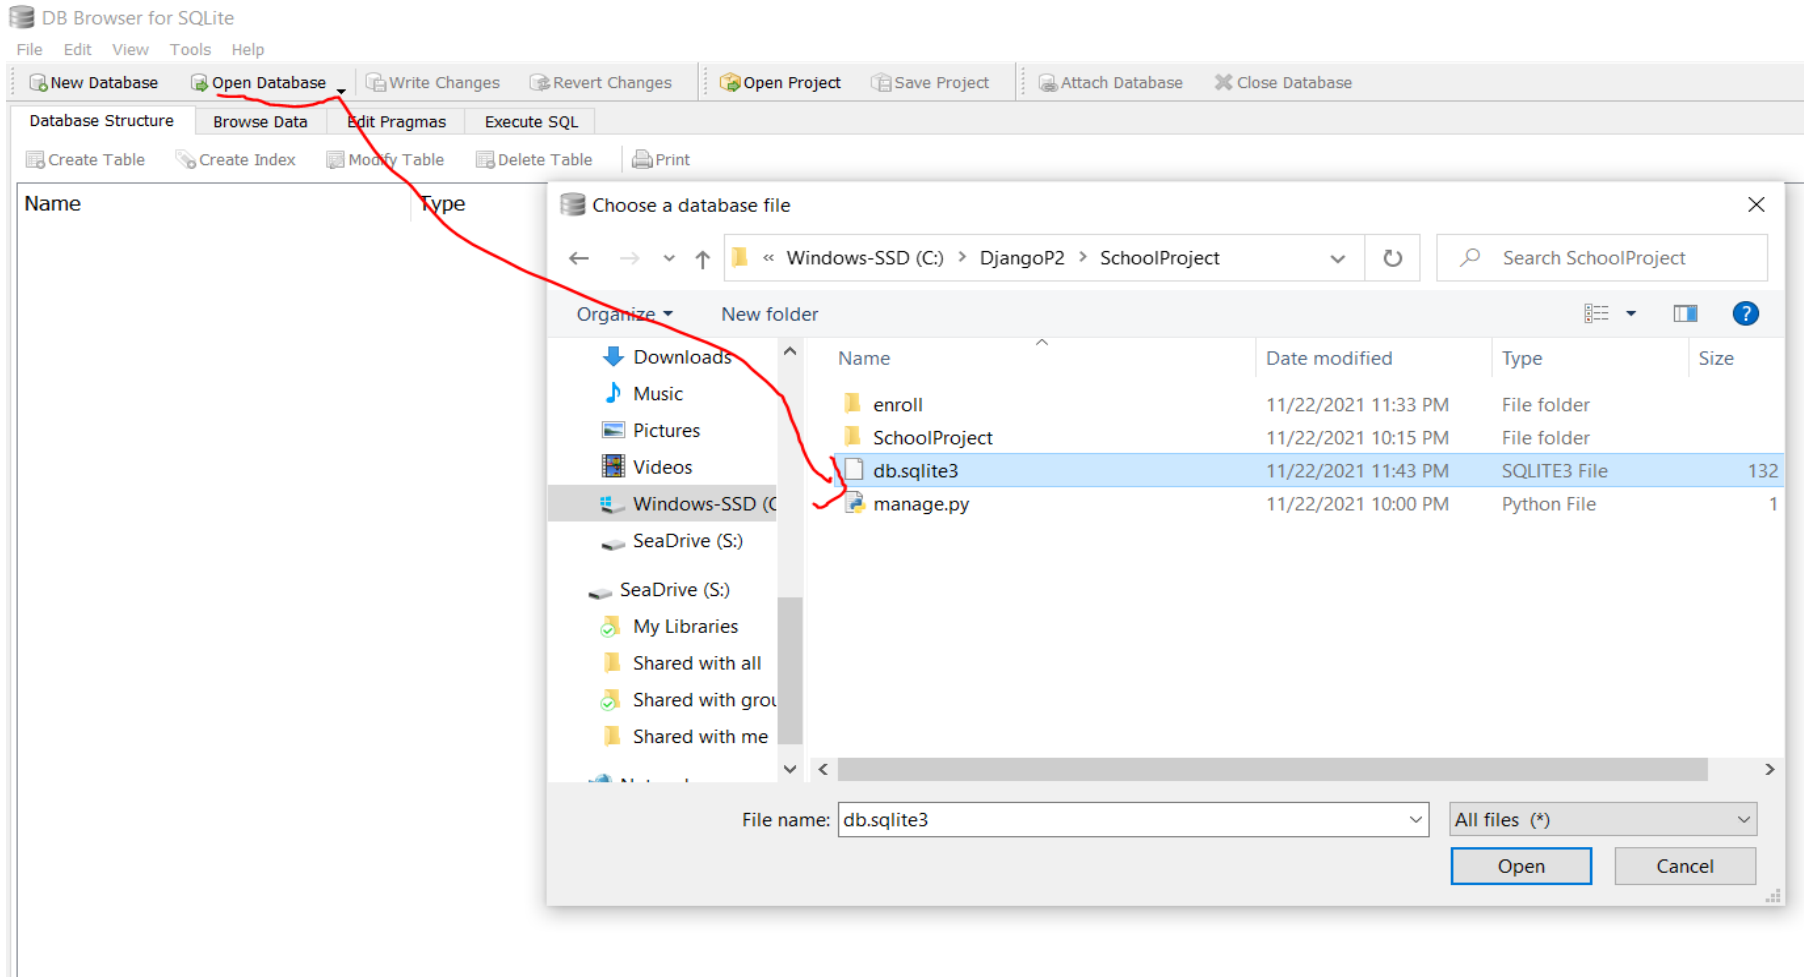 DB Browser for SQLite
File Edit View Tools Help
New Database Open Database Write Changes Revert Changes Open Project Save Project Attach Database Close Database
Database Structure Browse Data Edit Pragmas Execute SQL
Create Table Create Index Modify Table Delete Table Print
Name Type
Choose a database file
« Windows-SSD (C:) > DjangoP2 > SchoolProject
Search SchoolProject
Organize New folder
Name Date modified Type Size
Downloads
Music
Pictures
Videos
Windows-SSD (C
SeaDrive (S:)
SeaDrive (S:)
My Libraries
Shared with all
Shared with grou
Shared with me
enroll 11/22/2021 11:33 PM File folder
SchoolProject 11/22/2021 10:15 PM File folder
db.sqlite3 11/22/2021 11:43 PM SQLITE3 File 132
manage.py 11/22/2021 10:00 PM Python File 1
File name: db.sqlite3 All files (*)
Open Cancel